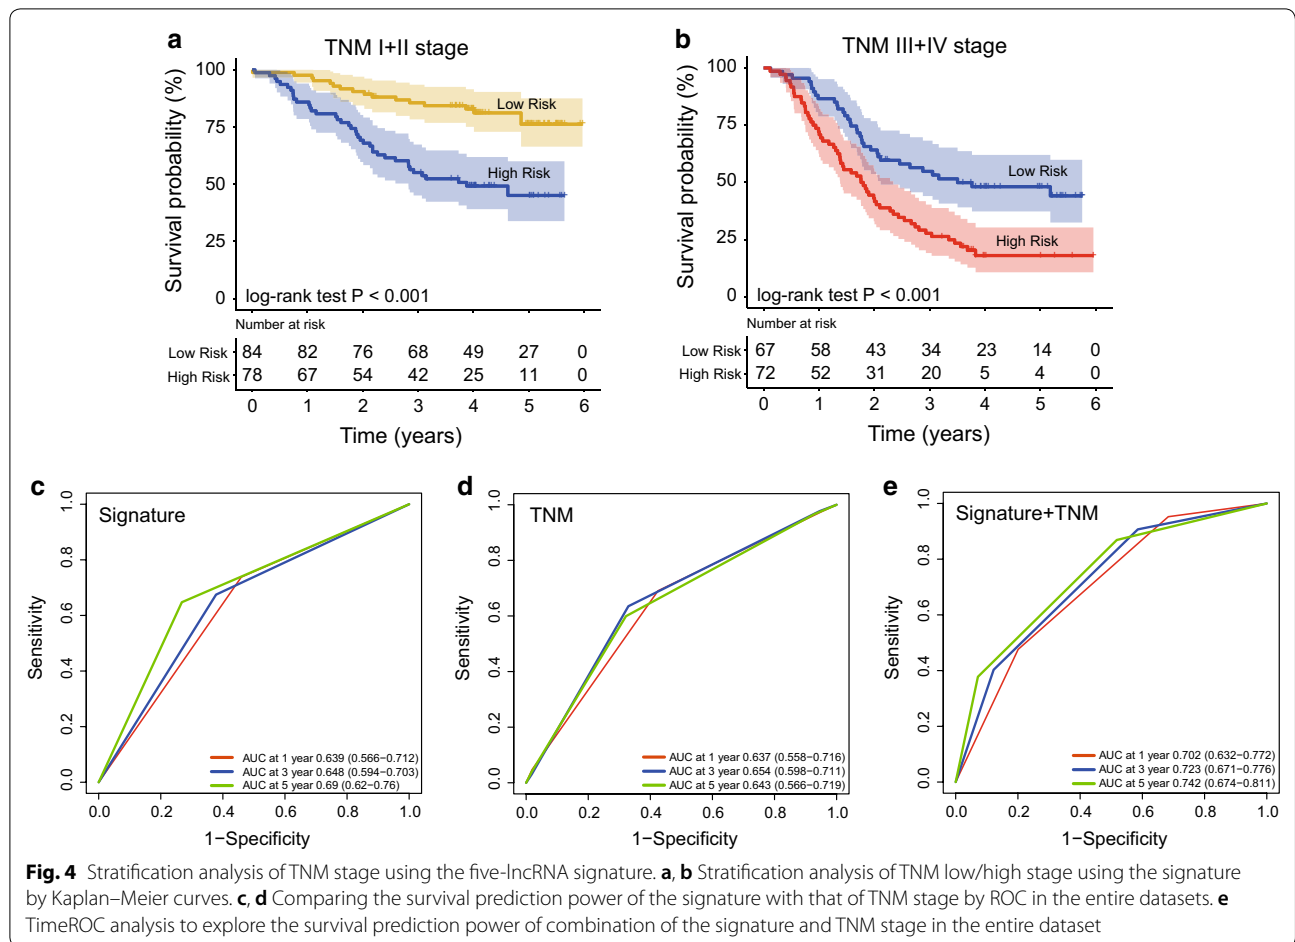 a
TNM I+II stage
Survival probability (%)
100
75
50
25
0
Low Risk
High Risk
log-rank test P < 0.001
Number at risk
Low Risk 84 82 76 68 49 27 0
High Risk 78 67 54 42 25 11 0
0 1 2 3 4 5 6
Time (years)
b
TNM III+IV stage
Survival probability (%)
100
75
50
25
0
Low Risk
High Risk
log-rank test P < 0.001
Number at risk
Low Risk 67 58 43 34 23 14 0
High Risk 72 52 31 20 5 4 0
0 1 2 3 4 5 6
Time (years)
c
Signature
Sensitivity
1.0
0.8
0.6
0.4
0.2
0.0
AUC at 1 year 0.639 (0.566−0.712)
AUC at 3 year 0.648 (0.594−0.703)
AUC at 5 year 0.69 (0.62−0.76)
0.0 0.2 0.4 0.6 0.8 1.0
1−Specificity
d
TNM
Sensitivity
1.0
0.8
0.6
0.4
0.2
0.0
AUC at 1 year 0.637 (0.558−0.716)
AUC at 3 year 0.654 (0.598−0.711)
AUC at 5 year 0.643 (0.566−0.719)
0.0 0.2 0.4 0.6 0.8 1.0
1−Specificity
e
Signature+TNM
Sensitivity
1.0
0.8
0.6
0.4
0.2
0.0
AUC at 1 year 0.702 (0.632−0.772)
AUC at 3 year 0.723 (0.671−0.776)
AUC at 5 year 0.742 (0.674−0.811)
0.0 0.2 0.4 0.6 0.8 1.0
1−Specificity
Fig. 4 Stratification analysis of TNM stage using the five-lncRNA signature. a, b Stratification analysis of TNM low/high stage using the signature
by Kaplan–Meier curves. c, d Comparing the survival prediction power of the signature with that of TNM stage by ROC in the entire datasets. e
TimeROC analysis to explore the survival prediction power of combination of the signature and TNM stage in the entire dataset